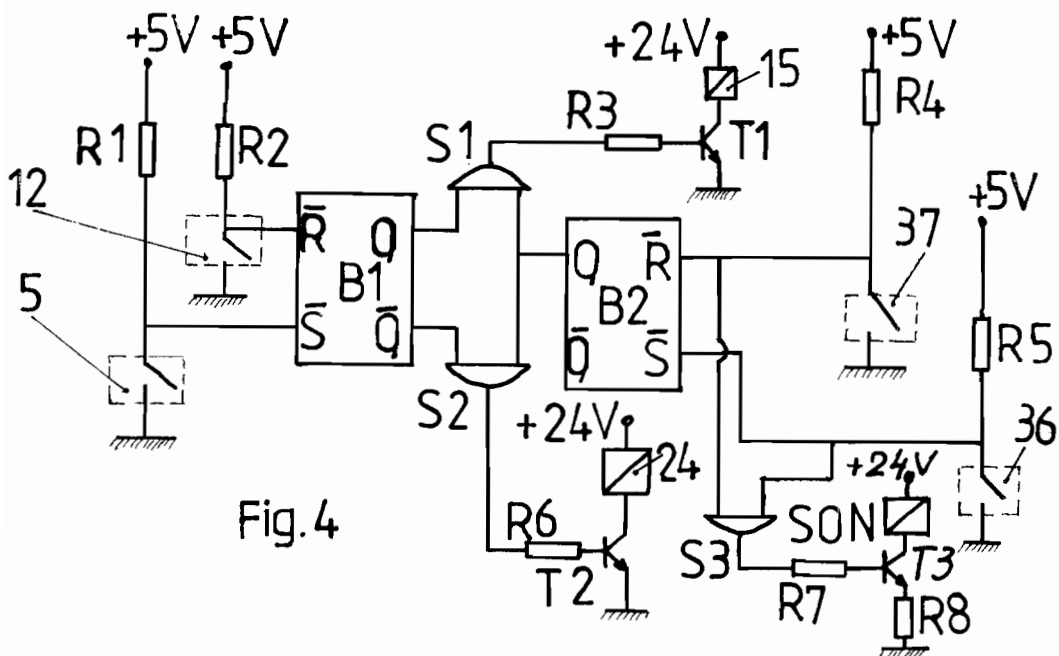 +5V
+5V
+24V
15
+5V
R1
R2
R3
T1
R4
S1
12
+5V
R̅
Q
B1
S̅
Q̅
Q
R̅
B2
Q̅
S̅
37
5
R5
S2
+24V
24
36
+24V
Fig.4
R6
T2
SON
S3
T3
R7
R8